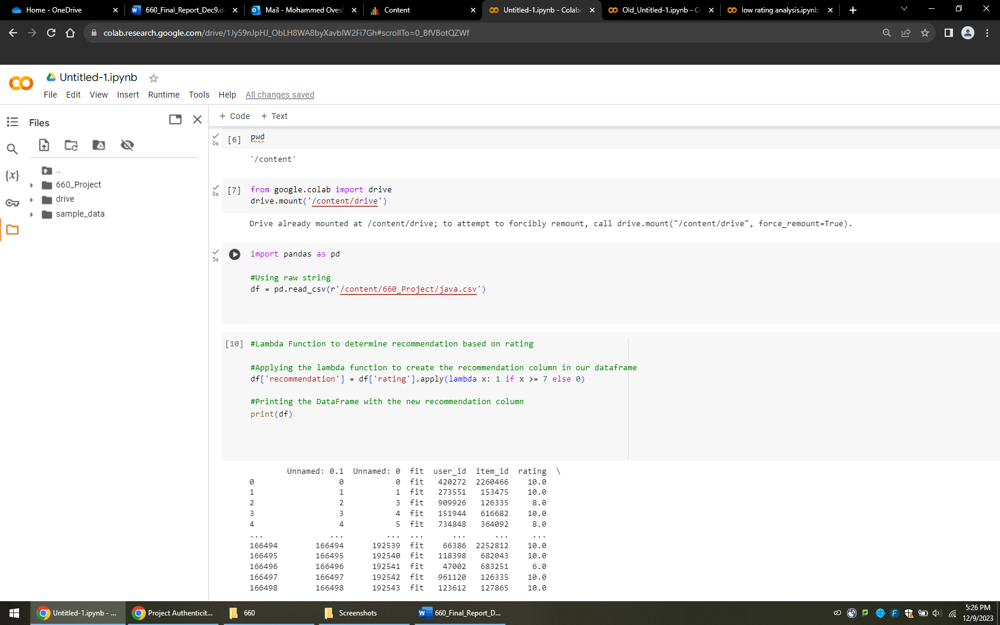 Home - OneDrive
660_Final_Report_Dec9.d
Mail - Mohammed Oves
Content
Untitled-1.ipynb - Colab
Old_Untitled-1.ipynb - C
low rating analysis.ipynb
colab.research.google.com/drive/1Jy59nJpHJ_ObLH8WA8byXavblW2Fi7Gh#scrollTo=0_BfVBotQZWf
Untitled-1.ipynb
File Edit View Insert Runtime Tools Help All changes saved
Files
+ Code + Text
..
660_Project
drive
sample_data
0s
[6] pwd
'/content'
0s
[7] from google.colab import drive
drive.mount('/content/drive')
Drive already mounted at /content/drive; to attempt to forcibly remount, call drive.mount("/content/drive", force_remount=True).
5s
import pandas as pd
#Using raw string
df = pd.read_csv(r'/content/660_Project/java.csv')
[10] #Lambda Function to determine recommendation based on rating
#Applying the lambda function to create the recommendation column in our dataframe
df['recommendation'] = df['rating'].apply(lambda x: 1 if x >= 7 else 0)
#Printing the DataFrame with the new recommendation column
print(df)
Unnamed: 0.1 Unnamed: 0 fit user_id item_id rating \
0 0 0 fit 420272 2260466 10.0
1 1 1 fit 273551 153475 10.0
2 2 3 fit 909926 126335 8.0
3 3 4 fit 151944 616682 10.0
4 4 5 fit 734848 364092 8.0
... ... ... ... ... ... ...
166494 166494 192539 fit 66386 2252812 10.0
166495 166495 192540 fit 118398 682043 10.0
166496 166496 192541 fit 47002 683251 6.0
166497 166497 192542 fit 961120 126335 10.0
166498 166498 192543 fit 123612 127865 10.0
Untitled-1.ipynb - ...
Project Authenticit...
660
Screenshots
660_Final_Report_D...
5:26 PM
12/9/2023